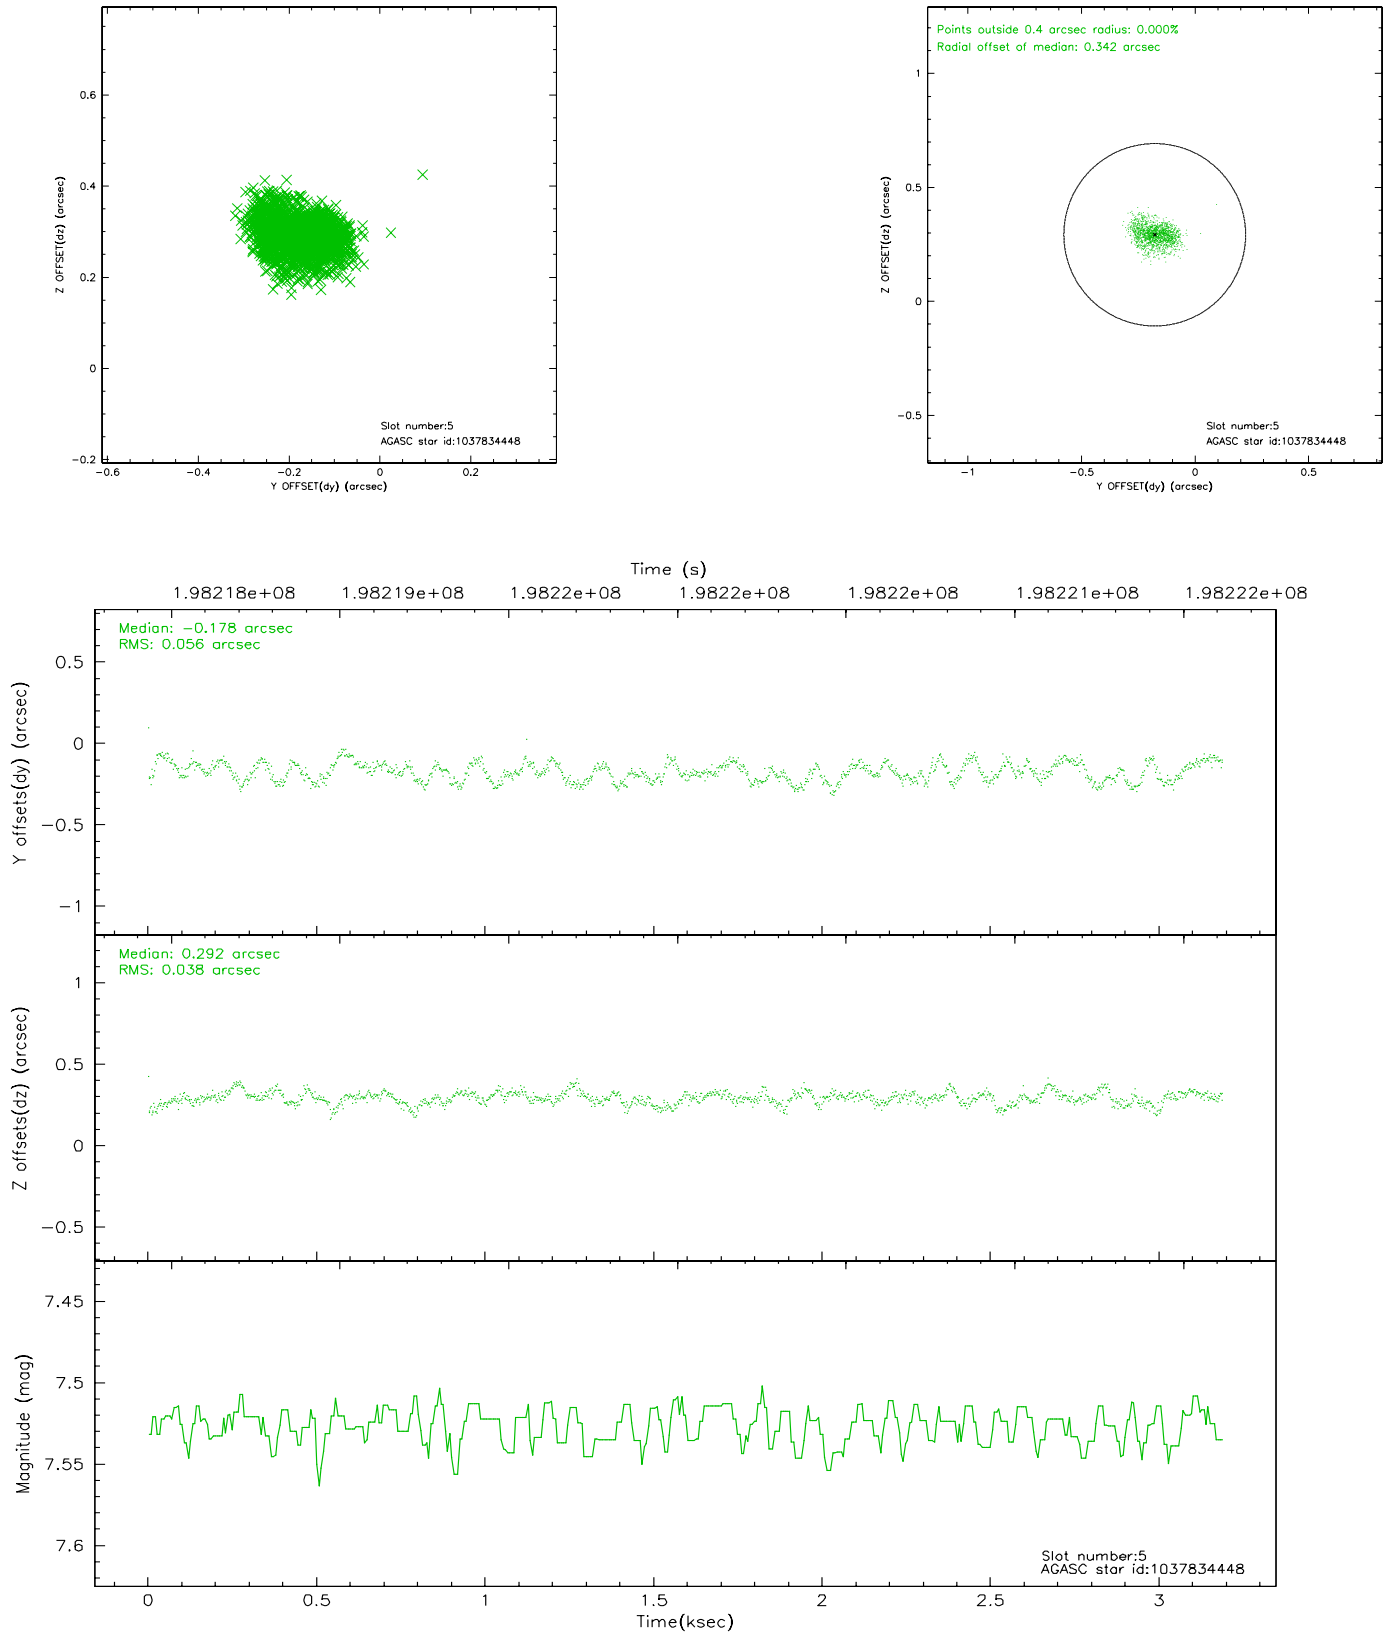 0.6
0.4
0.2
0
−0.2
Z OFFSET(dz) (arcsec)
−0.6
−0.4
−0.2
0
0.2
Y OFFSET(dy) (arcsec)
Slot number:5
AGASC star id:1037834448
Points outside 0.4 arcsec radius: 0.000%
Radial offset of median: 0.342 arcsec
1
0.5
0
−0.5
Z OFFSET(dz) (arcsec)
−1
−0.5
0
0.5
Y OFFSET(dy) (arcsec)
Slot number:5
AGASC star id:1037834448
Time (s)
1.98218e+08
1.98219e+08
1.9822e+08
1.9822e+08
1.9822e+08
1.98221e+08
1.98222e+08
Median: −0.178 arcsec
RMS: 0.056 arcsec
0.5
0
−0.5
−1
Y offsets(dy) (arcsec)
Median: 0.292 arcsec
RMS: 0.038 arcsec
1
0.5
0
−0.5
Z offsets(dz) (arcsec)
7.45
7.5
7.55
7.6
Magnitude (mag)
Slot number:5
AGASC star id:1037834448
0
0.5
1
1.5
2
2.5
3
Time(ksec)